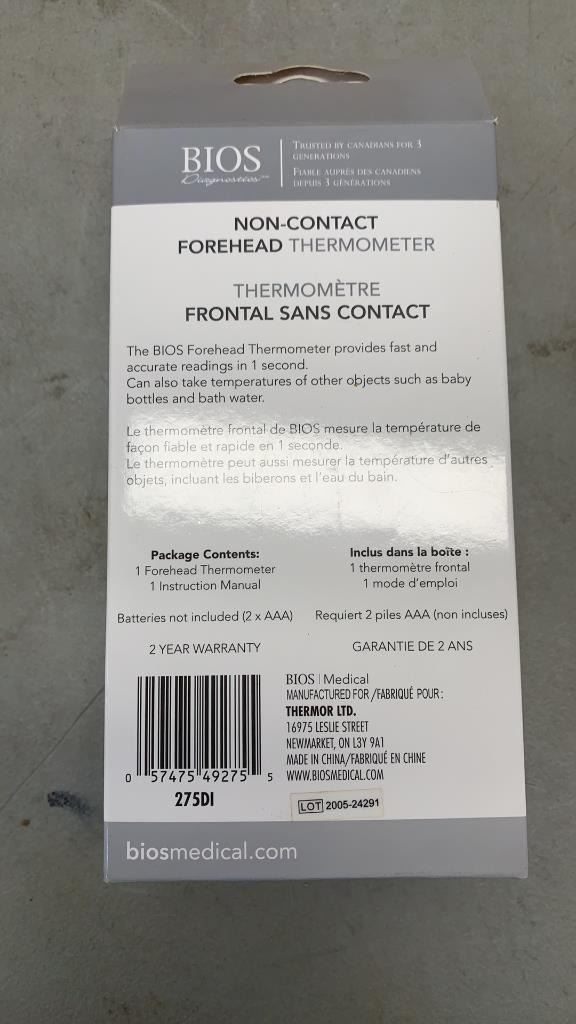 BIOS
Diagnostics
TRUSTED BY CANADIANS FOR 3
GENERATIONS
FIABLE AUPRÈS DES CANADIENS
DEPUIS 3 GÉNÉRATIONS
NON-CONTACT
FOREHEAD THERMOMETER
THERMOMÈTRE
FRONTAL SANS CONTACT
The BIOS Forehead Thermometer provides fast and
accurate readings in 1 second.
Can also take temperatures of other objects such as baby
bottles and bath water.
Le thermomètre frontal de BIOS mesure la température de
façon fiable et rapide en 1 seconde.
Le thermomètre peut aussi mesurer la température d'autres
objets, incluant les biberons et l'eau du bain.
Package Contents:
1 Forehead Thermometer
1 Instruction Manual
Batteries not included (2 x AAA)
2 YEAR WARRANTY
Inclus dans la boîte :
1 thermomètre frontal
1 mode d'emploi
Requiert 2 piles AAA (non incluses)
GARANTIE DE 2 ANS
0 57475 49275 5
275DI
BIOS | Medical
MANUFACTURED FOR /FABRIQUÉ POUR :
THERMOR LTD.
16975 LESLIE STREET
NEWMARKET, ON L3Y 9A1
MADE IN CHINA/FABRIQUÉ EN CHINE
WWW.BIOSMEDICAL.COM
LOT 2005-24291
biosmedical.com